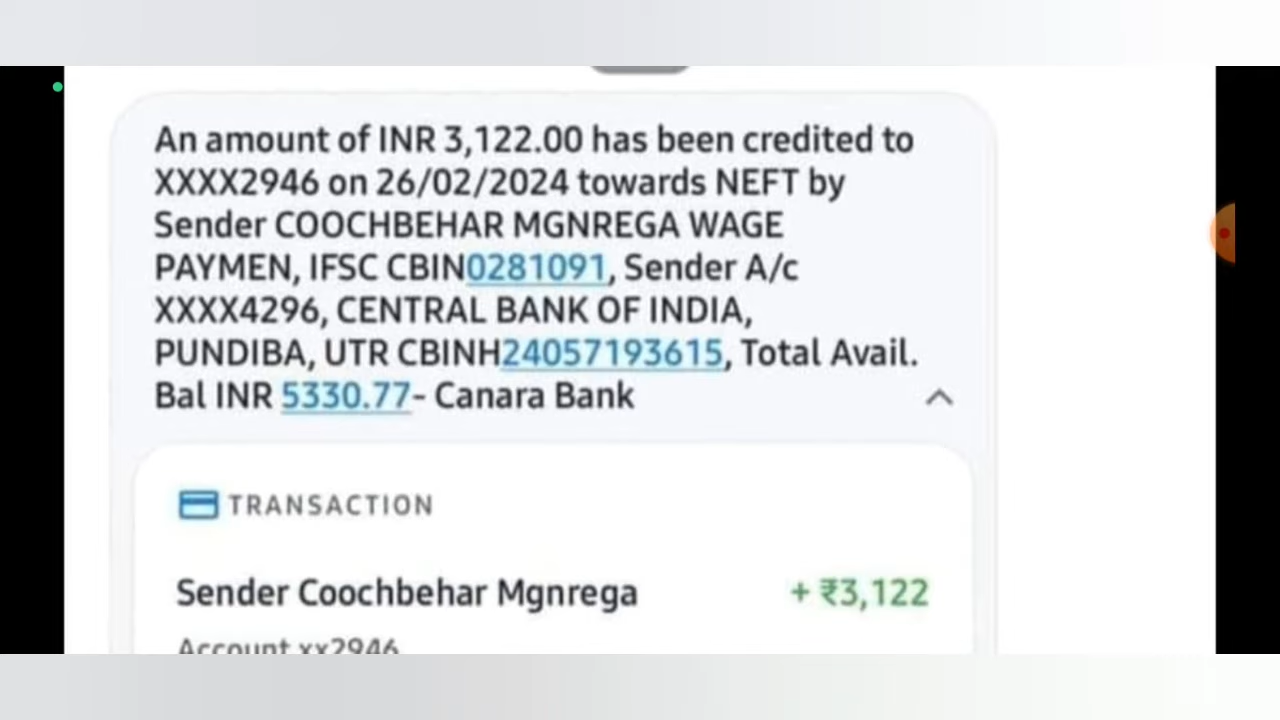 An amount of INR 3,122.00 has been credited to
XXXX2946 on 26/02/2024 towards NEFT by
Sender COOCHBEHAR MGNREGA WAGE
PAYMEN, IFSC CBIN0281091, Sender A/c
XXXX4296, CENTRAL BANK OF INDIA,
PUNDIBA, UTR CBINH24057193615, Total Avail.
Bal INR 5330.77- Canara Bank
TRANSACTION
Sender Coochbehar Mgnrega + ₹3,122
Account xx2946